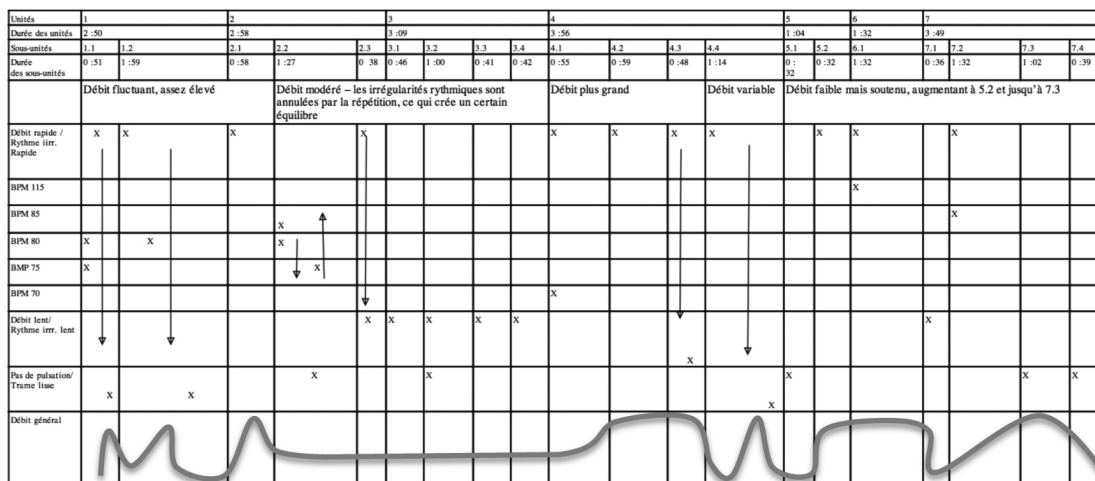 Unités 1 2 3 4 5 6 7
Durée des unités 2 :50 2 :58 3 :09 3 :56 1 :04 1 :32 3 :49
Sous-unités 1.1 1.2 2.1 2.2 2.3 3.1 3.2 3.3 3.4 4.1 4.2 4.3 4.4 5.1 5.2 6.1 7.1 7.2 7.3 7.4
Durée 0 :51 1 :59 0 :58 1 :27 0 38 0 :46 1 :00 0 :41 0 :42 0 :55 0 :59 0 :48 1 :14 0 : 0 :32 1 :32 0 :36 1 :32 1 :02 0 :39
des sous-unités 32
Débit fluctuant, assez élevé
Débit modéré – les irrégularités rythmiques sont
annulées par la répétition, ce qui crée un certain
équilibre
Débit plus grand
Débit variable
Débit faible mais soutenu, augmentant à 5.2 et jusqu'à 7.3
Débit rapide / x x x x x x x x x x x
Rythme iirr.
Rapide
BPM 115 x
BPM 85 x
x
BPM 80 x x x
BMP 75 x x
BPM 70 x
Débit lent/ x x x x x x
Rythme irrr. lent
x
Pas de pulsation/ x x x x x
Trame lisse
x x x
Débit général